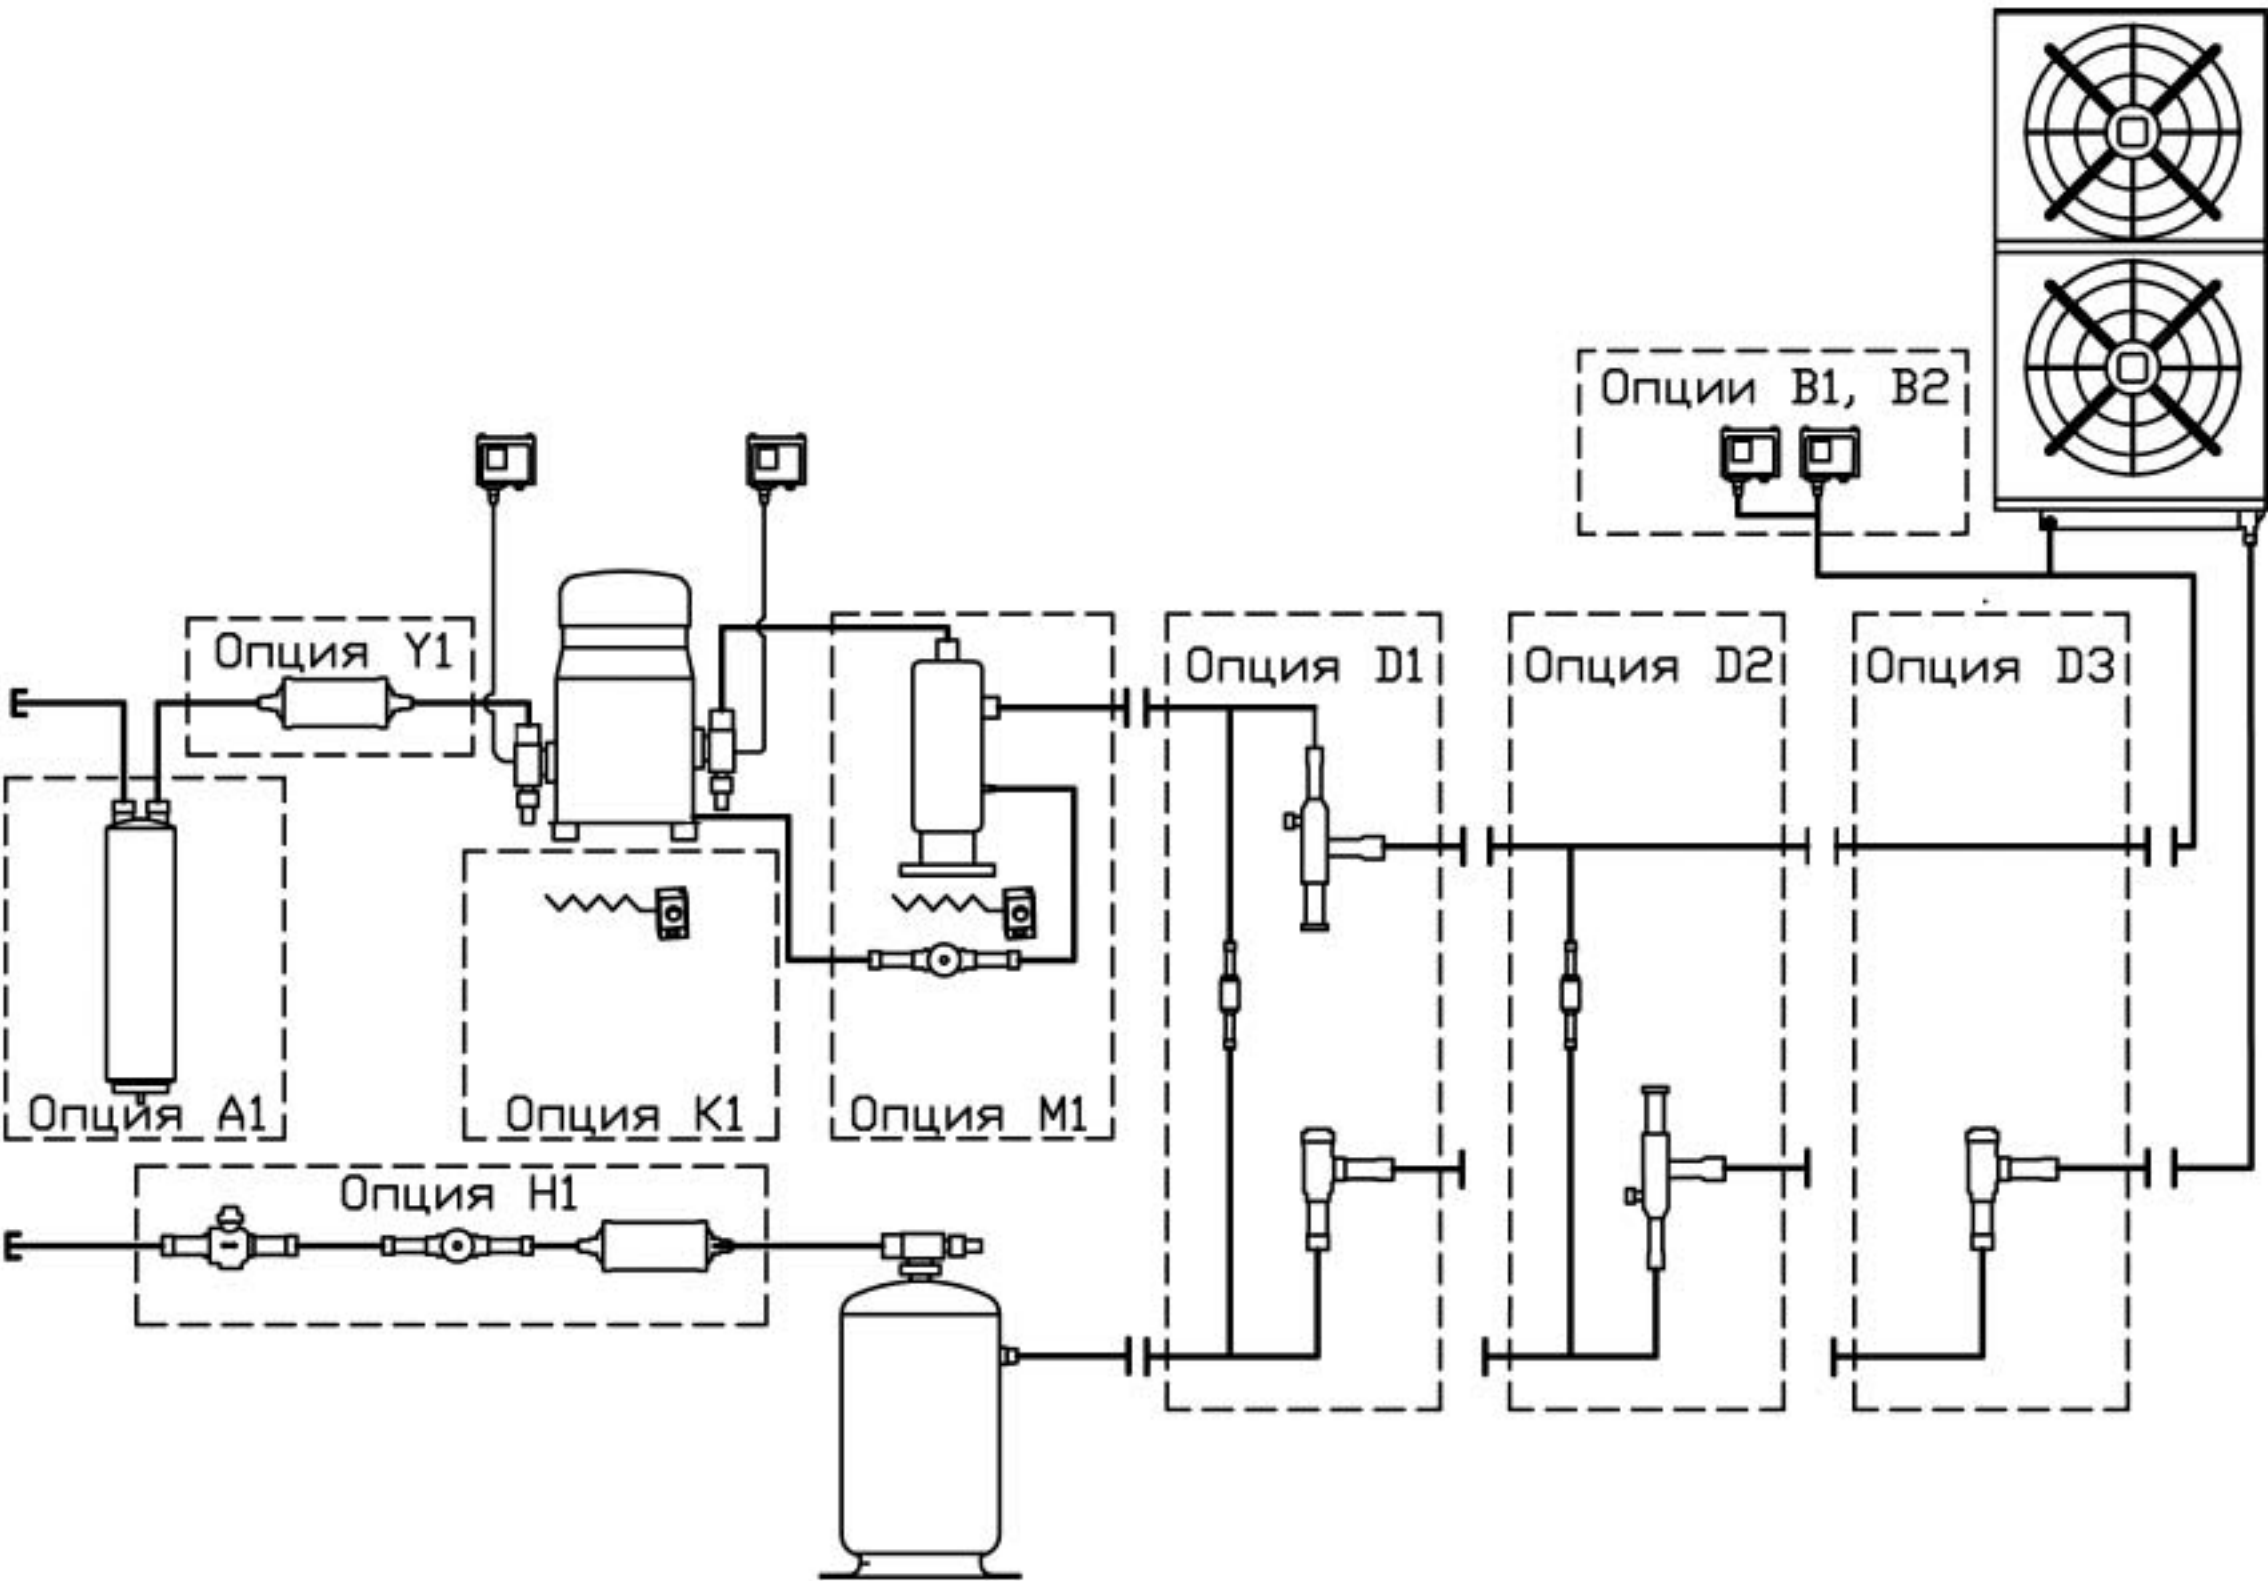 Опции B1, B2
Опция Y1
Опция D1
Опция D2
Опция D3
Опция A1
Опция K1
Опция M1
Опция H1